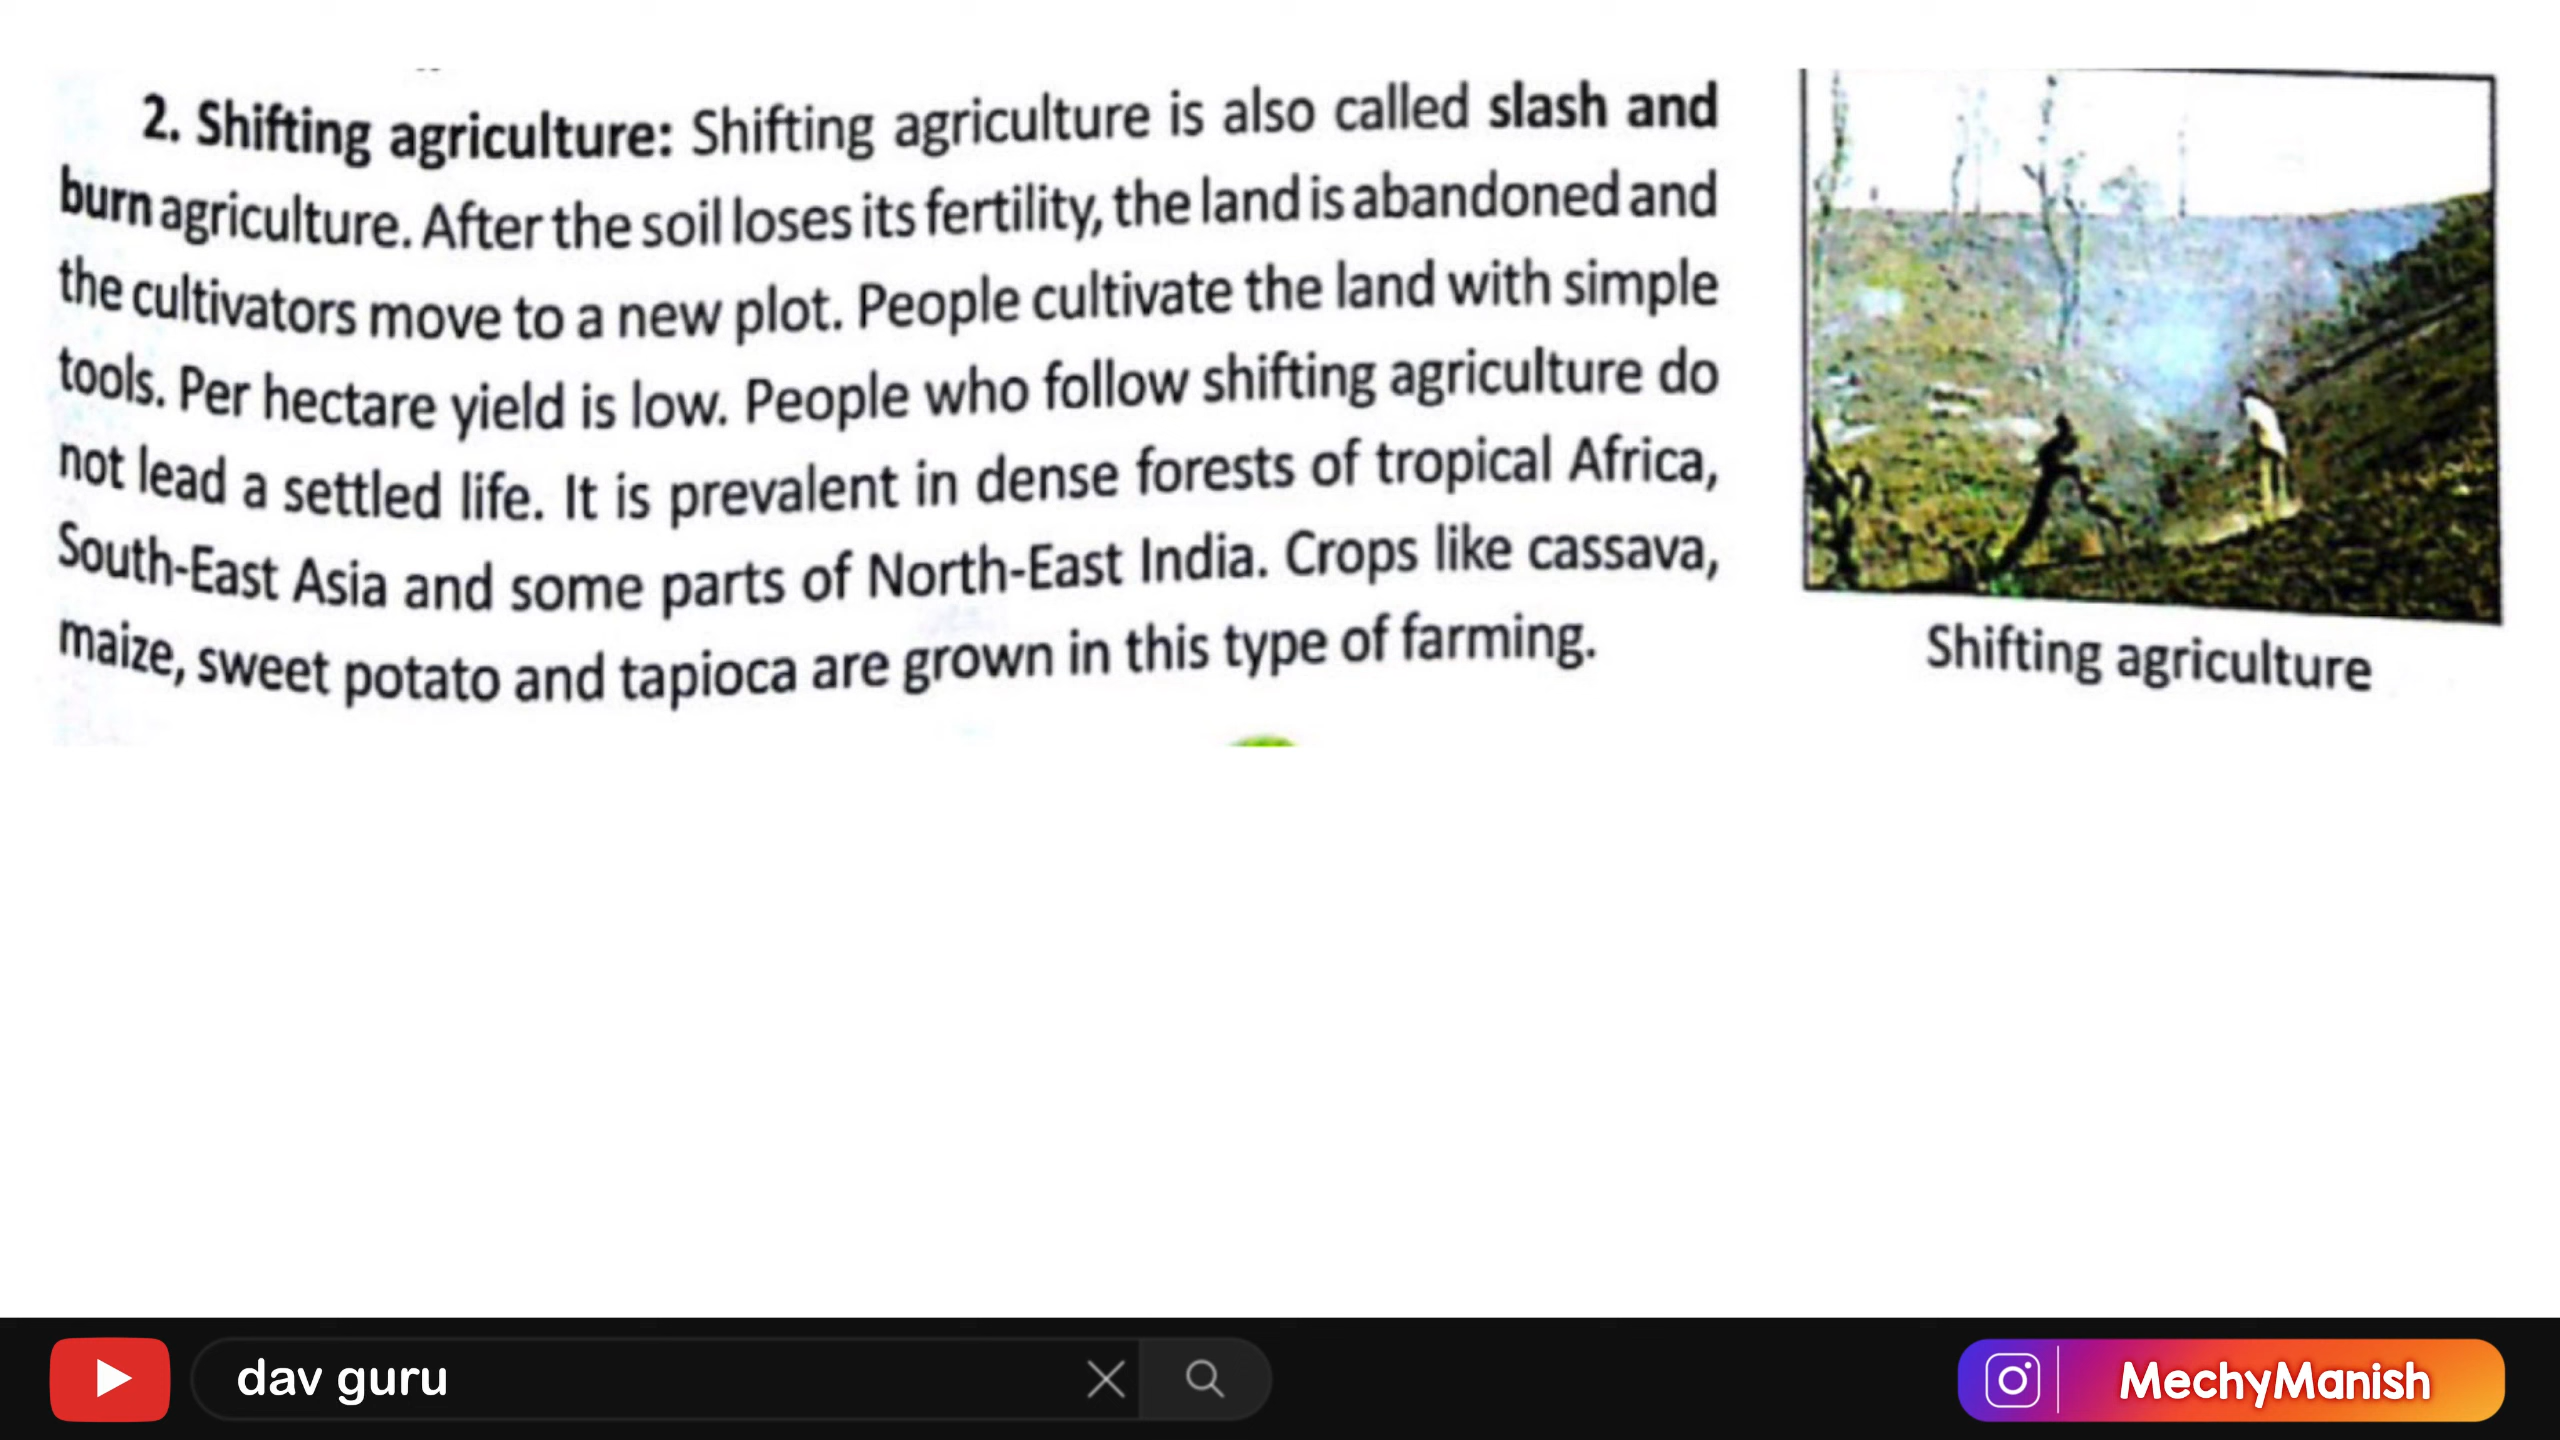 2. Shifting agriculture: Shifting agriculture is also called slash and
burn agriculture. After the soil loses its fertility, the land is abandoned and
the cultivators move to a new plot. People cultivate the land with simple
tools. Per hectare yield is low. People who follow shifting agriculture do
not lead a settled life. It is prevalent in dense forests of tropical Africa,
South-East Asia and some parts of North-East India. Crops like cassava,
maize, sweet potato and tapioca are grown in this type of farming.
Shifting agriculture
dav guru
MechyManish